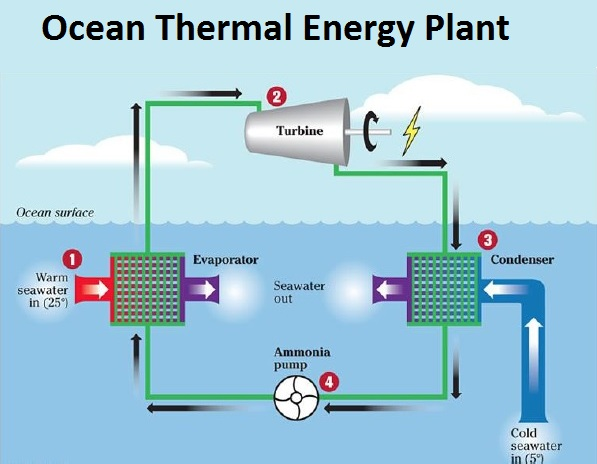 Ocean Thermal Energy Plant
2
Turbine
Ocean surface
3
1
Evaporator
Condenser
Warm
seawater
in (25°)
Seawater
out
Ammonia
pump
4
Cold
seawater
in (5°)